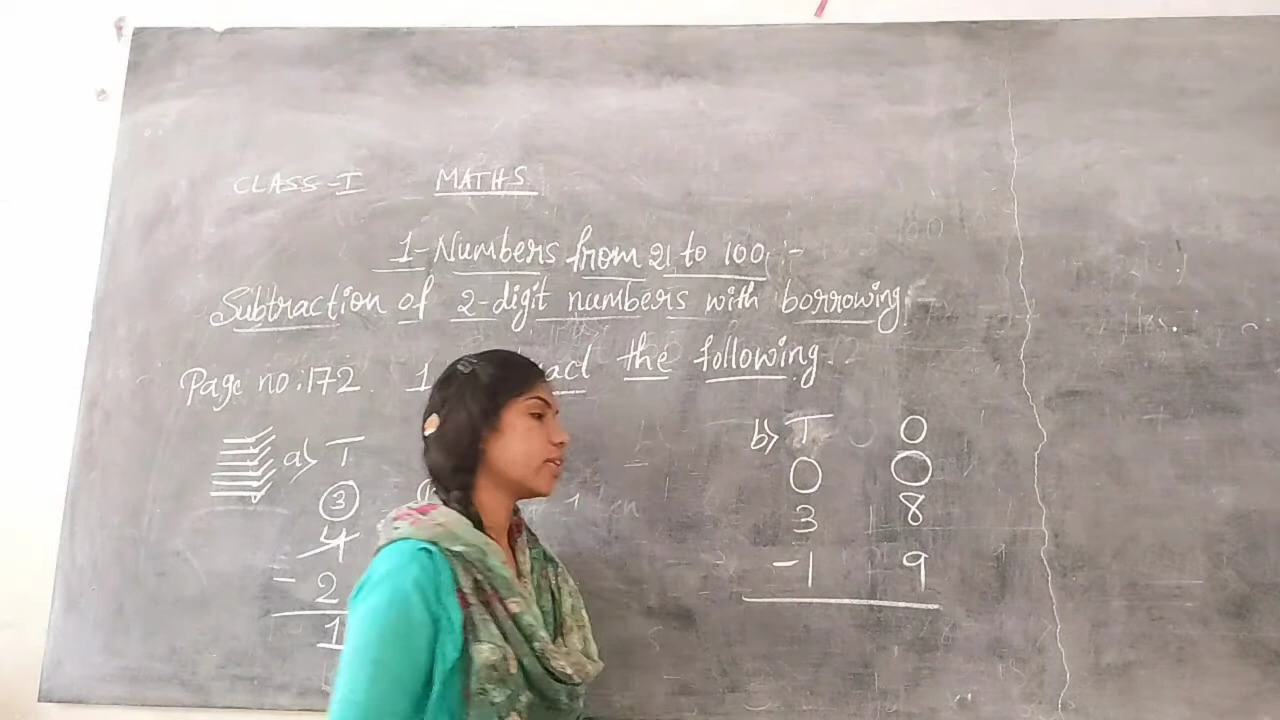 CLASS-I MATHS
1-Numbers from 21 to 100:-
Subtraction of 2-digit numbers with borrowing:-
Page no:172. 1 the following.
a) T
3
4
- 2
1
b) T O
O O
3 8
-1 9